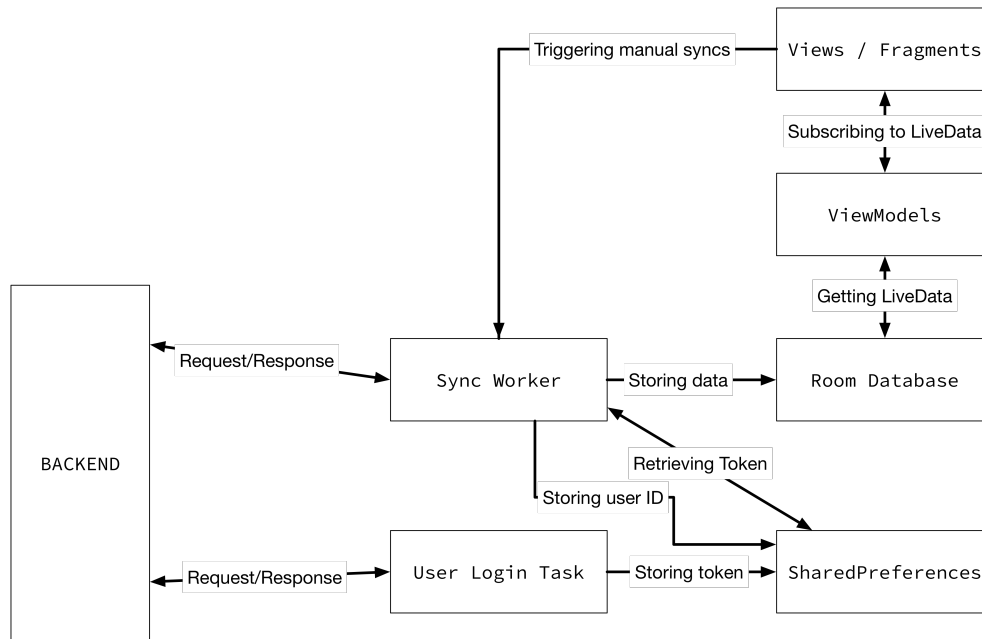 Triggering manual syncs
Views / Fragments
Subscribing to LiveData
ViewModels
Getting LiveData
Request/Response
Sync Worker
Storing data
Room Database
BACKEND
Retrieving Token
Storing user ID
Request/Response
User Login Task
Storing token
SharedPreferences